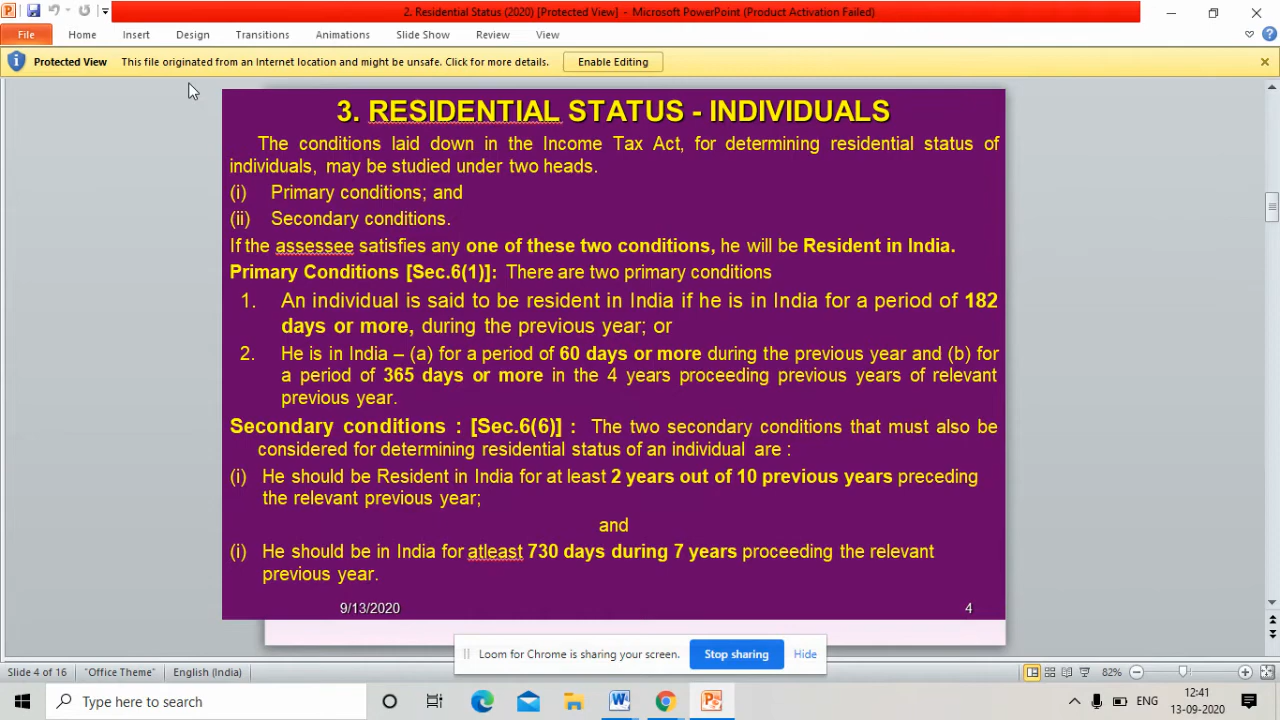 2. Residential Status (2020) [Protected View] - Microsoft PowerPoint (Product Activation Failed)
File Home Insert Design Transitions Animations Slide Show Review View
Protected View This file originated from an Internet location and might be unsafe. Click for more details. Enable Editing
3. RESIDENTIAL STATUS - INDIVIDUALS
The conditions laid down in the Income Tax Act, for determining residential status of
individuals, may be studied under two heads.
(i) Primary conditions; and
(ii) Secondary conditions.
If the assessee satisfies any one of these two conditions, he will be Resident in India.
Primary Conditions [Sec.6(1)]: There are two primary conditions
1. An individual is said to be resident in India if he is in India for a period of 182
days or more, during the previous year; or
2. He is in India – (a) for a period of 60 days or more during the previous year and (b) for
a period of 365 days or more in the 4 years proceeding previous years of relevant
previous year.
Secondary conditions : [Sec.6(6)] : The two secondary conditions that must also be
considered for determining residential status of an individual are :
(i) He should be Resident in India for at least 2 years out of 10 previous years preceding
the relevant previous year;
and
(i) He should be in India for atleast 730 days during 7 years proceeding the relevant
previous year.
9/13/2020 4
Loom for Chrome is sharing your screen. Stop sharing Hide
Slide 4 of 16 "Office Theme" English (India) 82%
Type here to search
ENG
12:41
13-09-2020